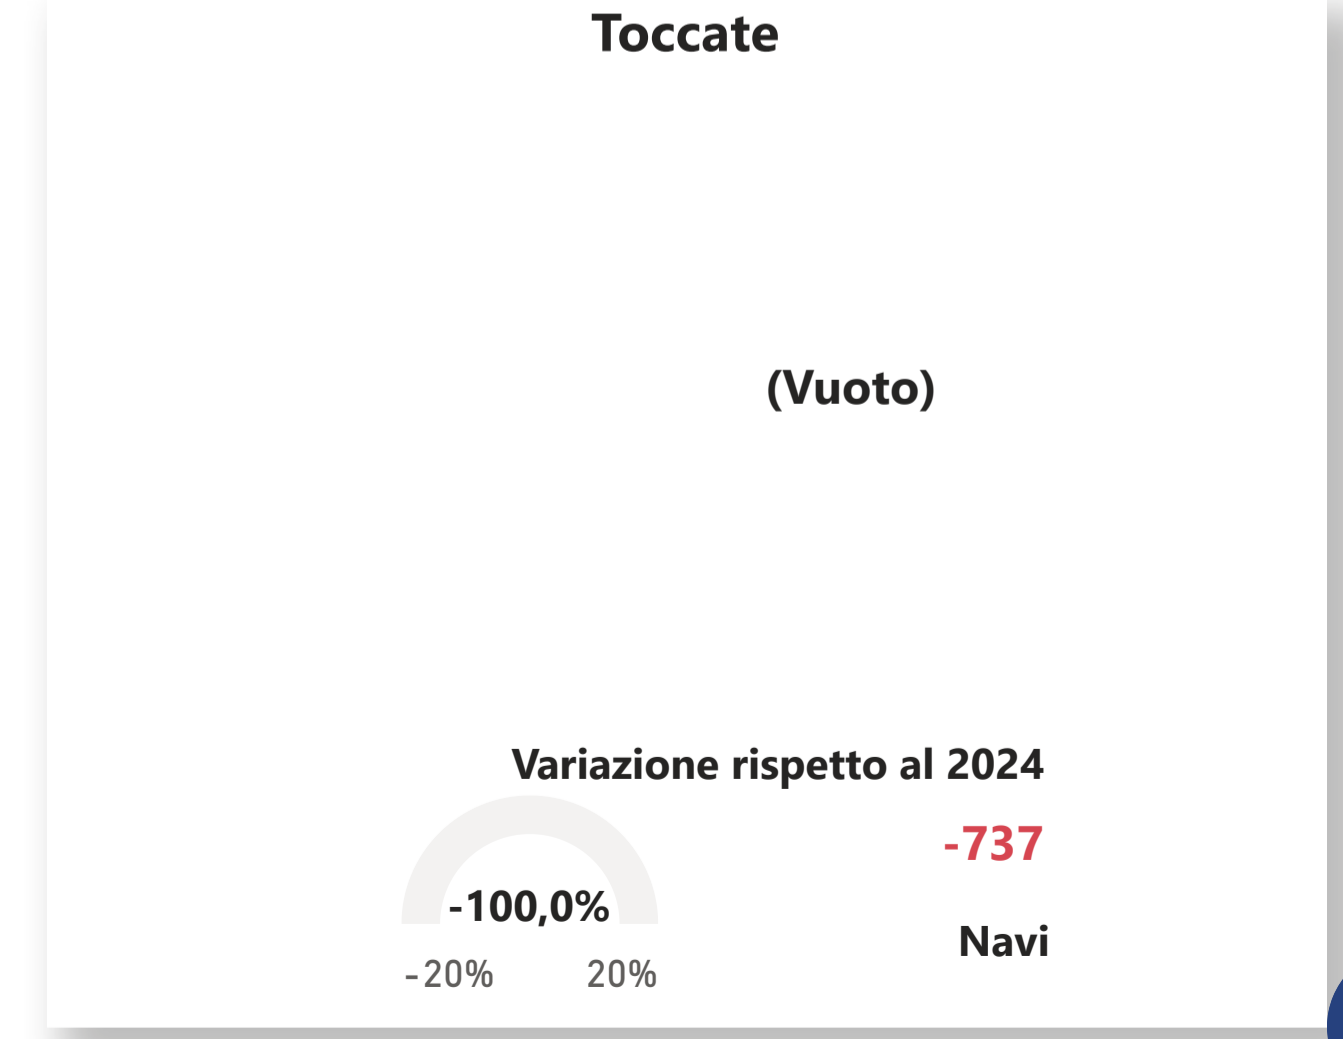 Toccate
(Vuoto)
Variazione rispetto al 2024
-737
-100,0%
Navi
-20%
20%